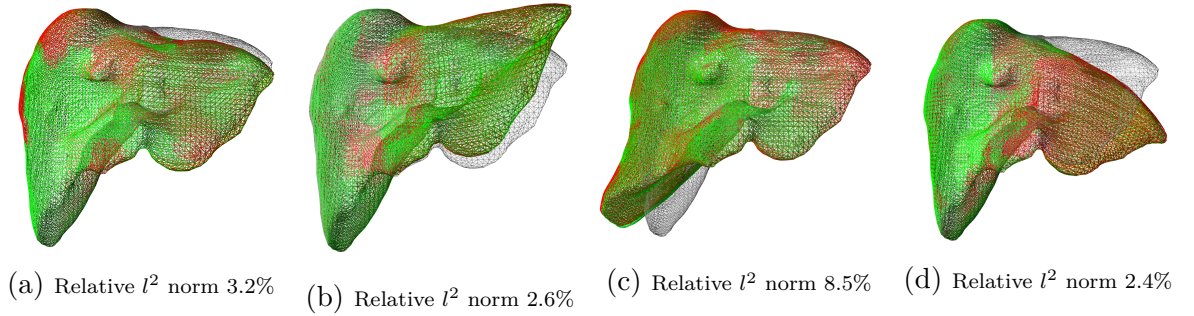 (a) Relative l² norm 3.2%
(b) Relative l² norm 2.6%
(c) Relative l² norm 8.5%
(d) Relative l² norm 2.4%